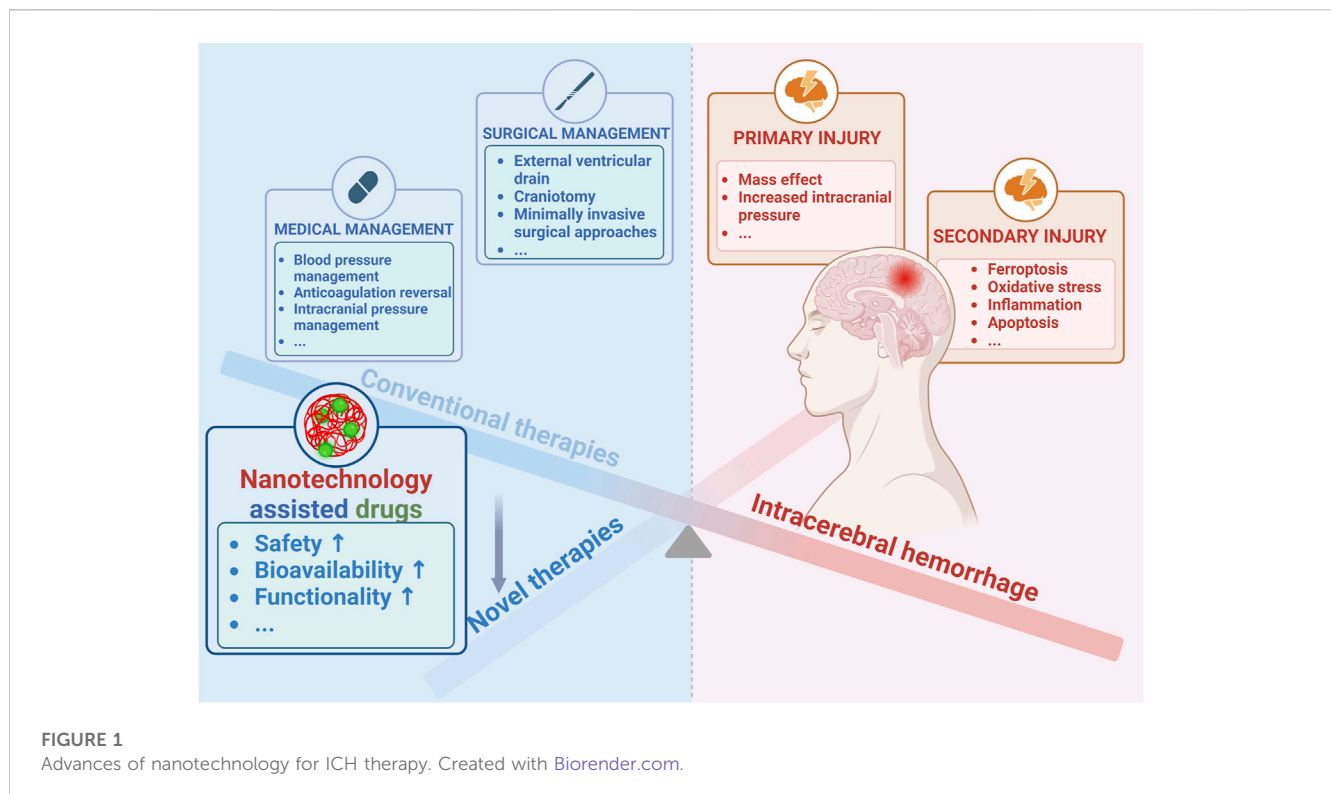 SURGICAL MANAGEMENT
• External ventricular
drain
• Craniotomy
• Minimally invasive
surgical approaches
• ...
MEDICAL MANAGEMENT
• Blood pressure
management
• Anticoagulation reversal
• Intracranial pressure
management
• ...
PRIMARY INJURY
• Mass effect
• Increased intracranial
pressure
• ...
SECONDARY INJURY
• Ferroptosis
• Oxidative stress
• Inflammation
• Apoptosis
• ...
Conventional therapies
Nanotechnology
assisted drugs
• Safety ↑
• Bioavailability ↑
• Functionality ↑
• ...
Novel therapies
Intracerebral hemorrhage
FIGURE 1
Advances of nanotechnology for ICH therapy. Created with Biorender.com.